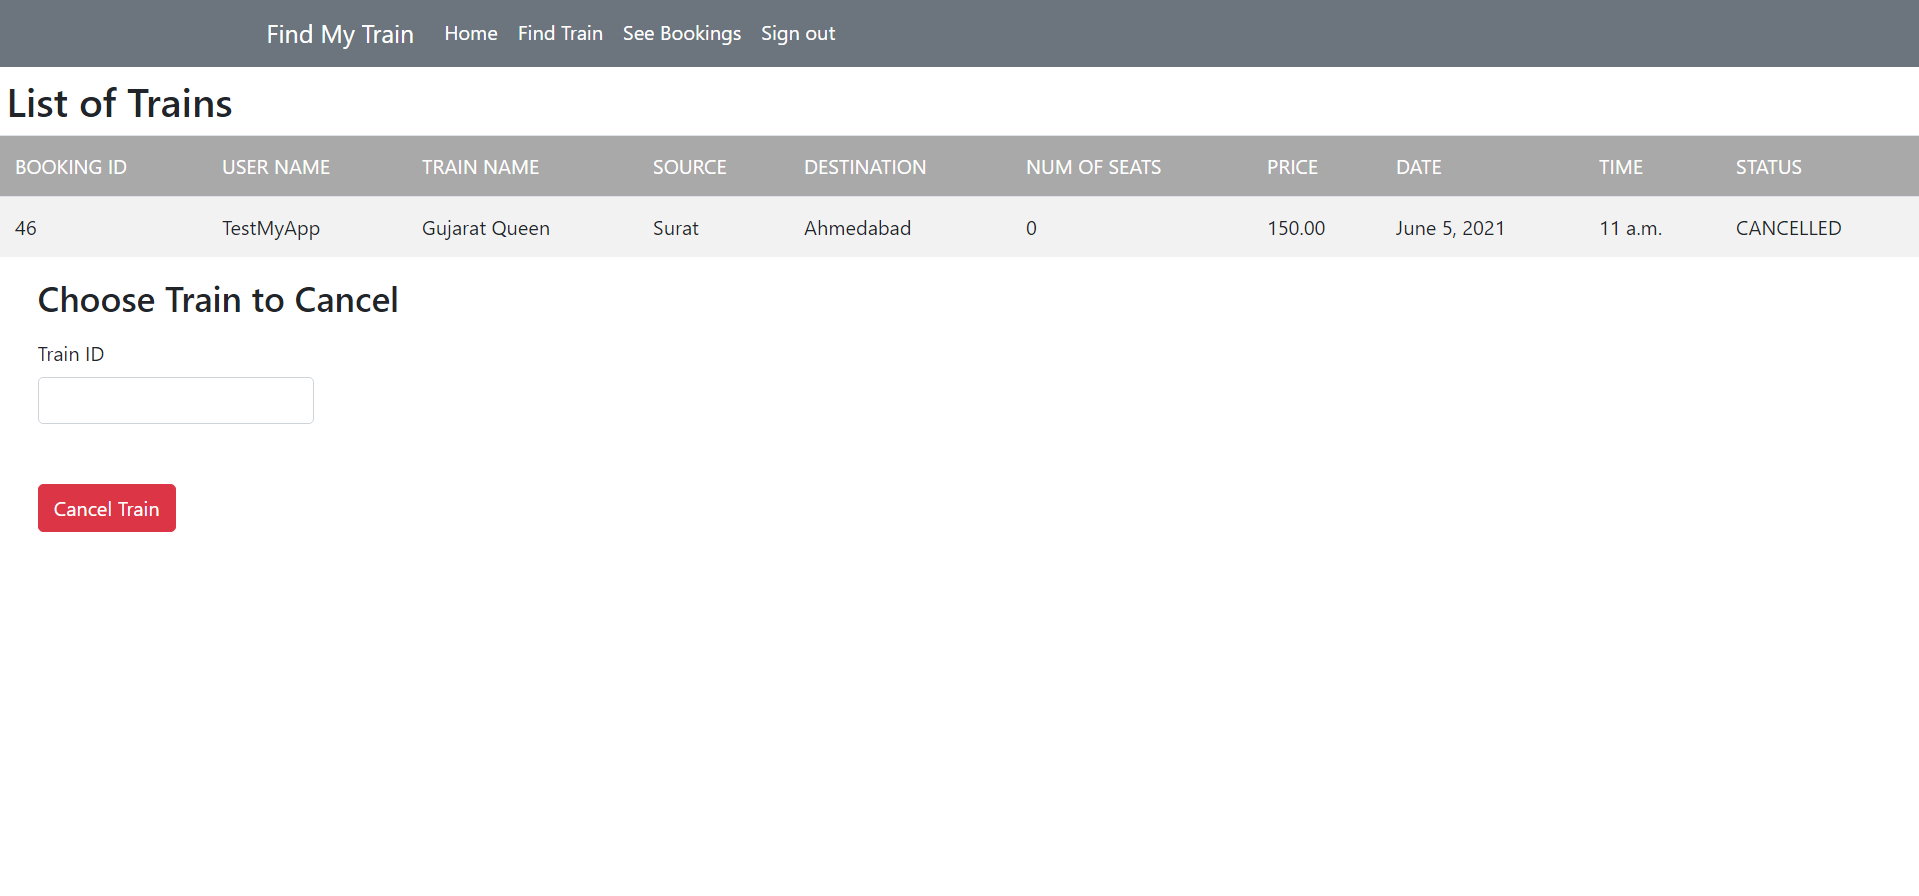 Find My Train Home Find Train See Bookings Sign out
List of Trains
BOOKING ID USER NAME TRAIN NAME SOURCE DESTINATION NUM OF SEATS PRICE DATE TIME STATUS
46 TestMyApp Gujarat Queen Surat Ahmedabad 0 150.00 June 5, 2021 11 a.m. CANCELLED
Choose Train to Cancel
Train ID
Cancel Train